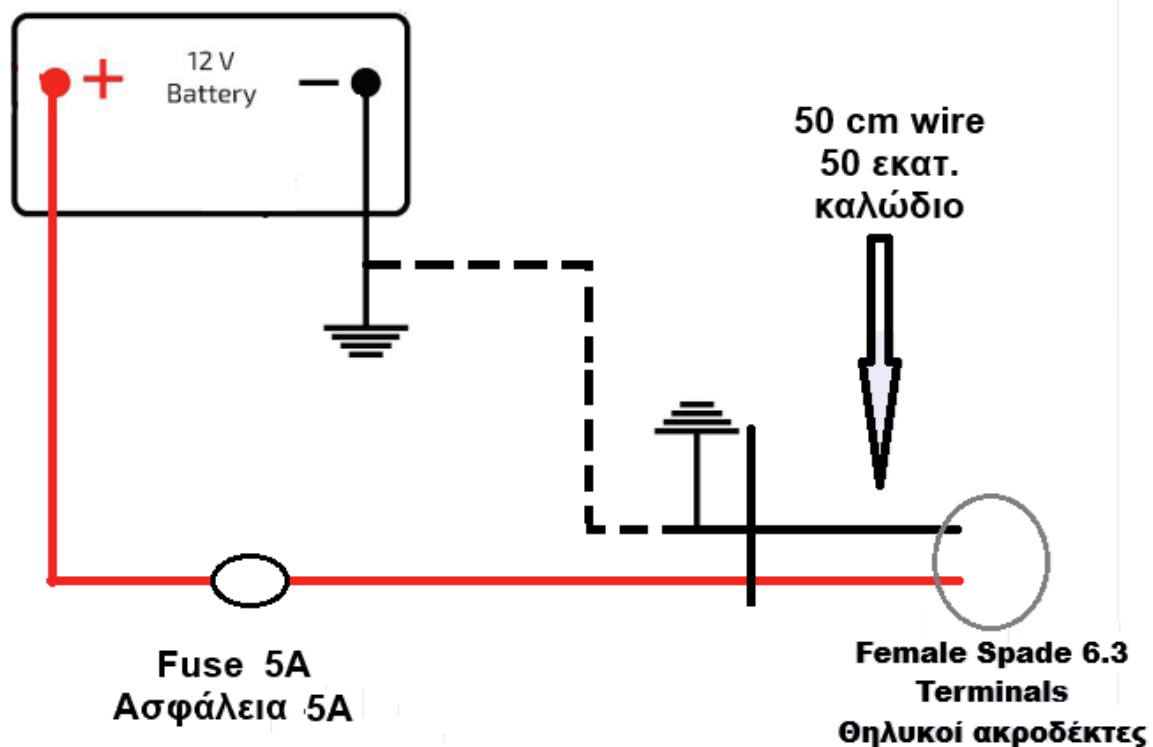 + 12 V −
Battery
50 cm wire
50 εκατ.
καλώδιο
Fuse 5A
Ασφάλεια 5A
Female Spade 6.3
Terminals
Θηλυκοί ακροδέκτες